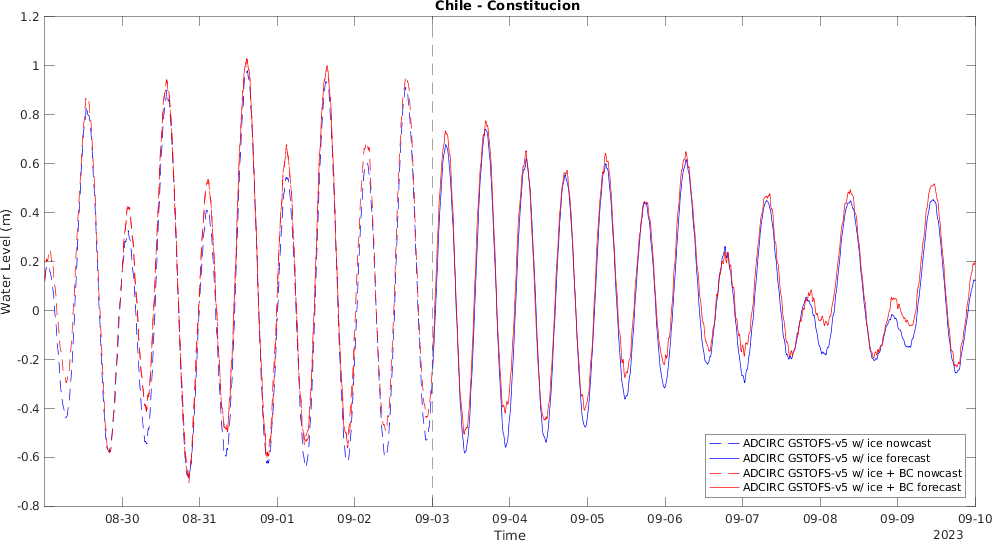 Chile - Constitucion
1.2
1
0.8
0.6
0.4
0.2
0
-0.2
-0.4
-0.6
-0.8
Water Level (m)
ADCIRC GSTOFS-v5 w/ ice nowcast
ADCIRC GSTOFS-v5 w/ ice forecast
ADCIRC GSTOFS-v5 w/ ice + BC nowcast
ADCIRC GSTOFS-v5 w/ ice + BC forecast
08-30 08-31 09-01 09-02 09-03 09-04 09-05 09-06 09-07 09-08 09-09 09-10
Time
2023